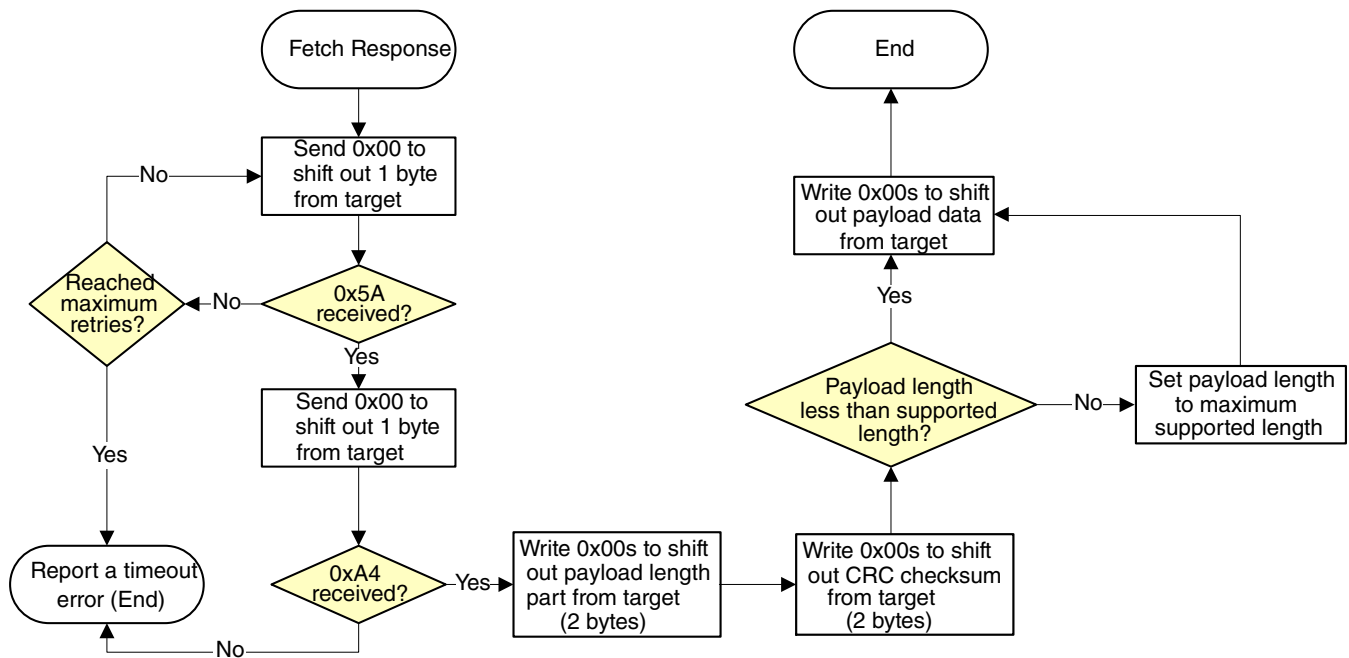 Fetch Response
Send 0x00 to
shift out 1 byte
from target
No
Reached
maximum
retries?
No
0x5A
received?
Yes
Send 0x00 to
shift out 1 byte
from target
Yes
Report a timeout
error (End)
0xA4
received?
No
Yes
Write 0x00s to shift
out payload length
part from target
(2 bytes)
Write 0x00s to shift
out CRC checksum
from target
(2 bytes)
Payload length
less than supported
length?
No
Set payload length
to maximum
supported length
Yes
Write 0x00s to shift
out payload data
from target
End